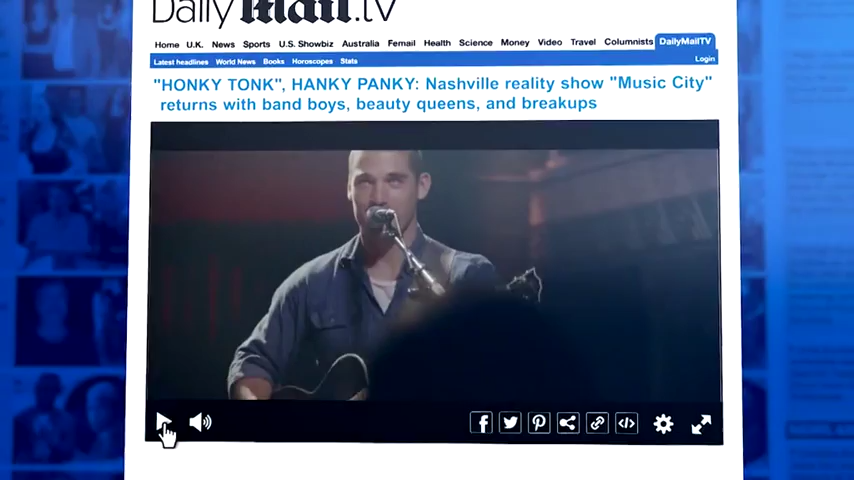 Daily Mail.TV
Home U.K. News Sports U.S. Showbiz Australia Femail Health Science Money Video Travel Columnists DailyMailTV
Latest headlines World News Books Horoscopes Stats Login
"HONKY TONK", HANKY PANKY: Nashville reality show "Music City"
returns with band boys, beauty queens, and breakups